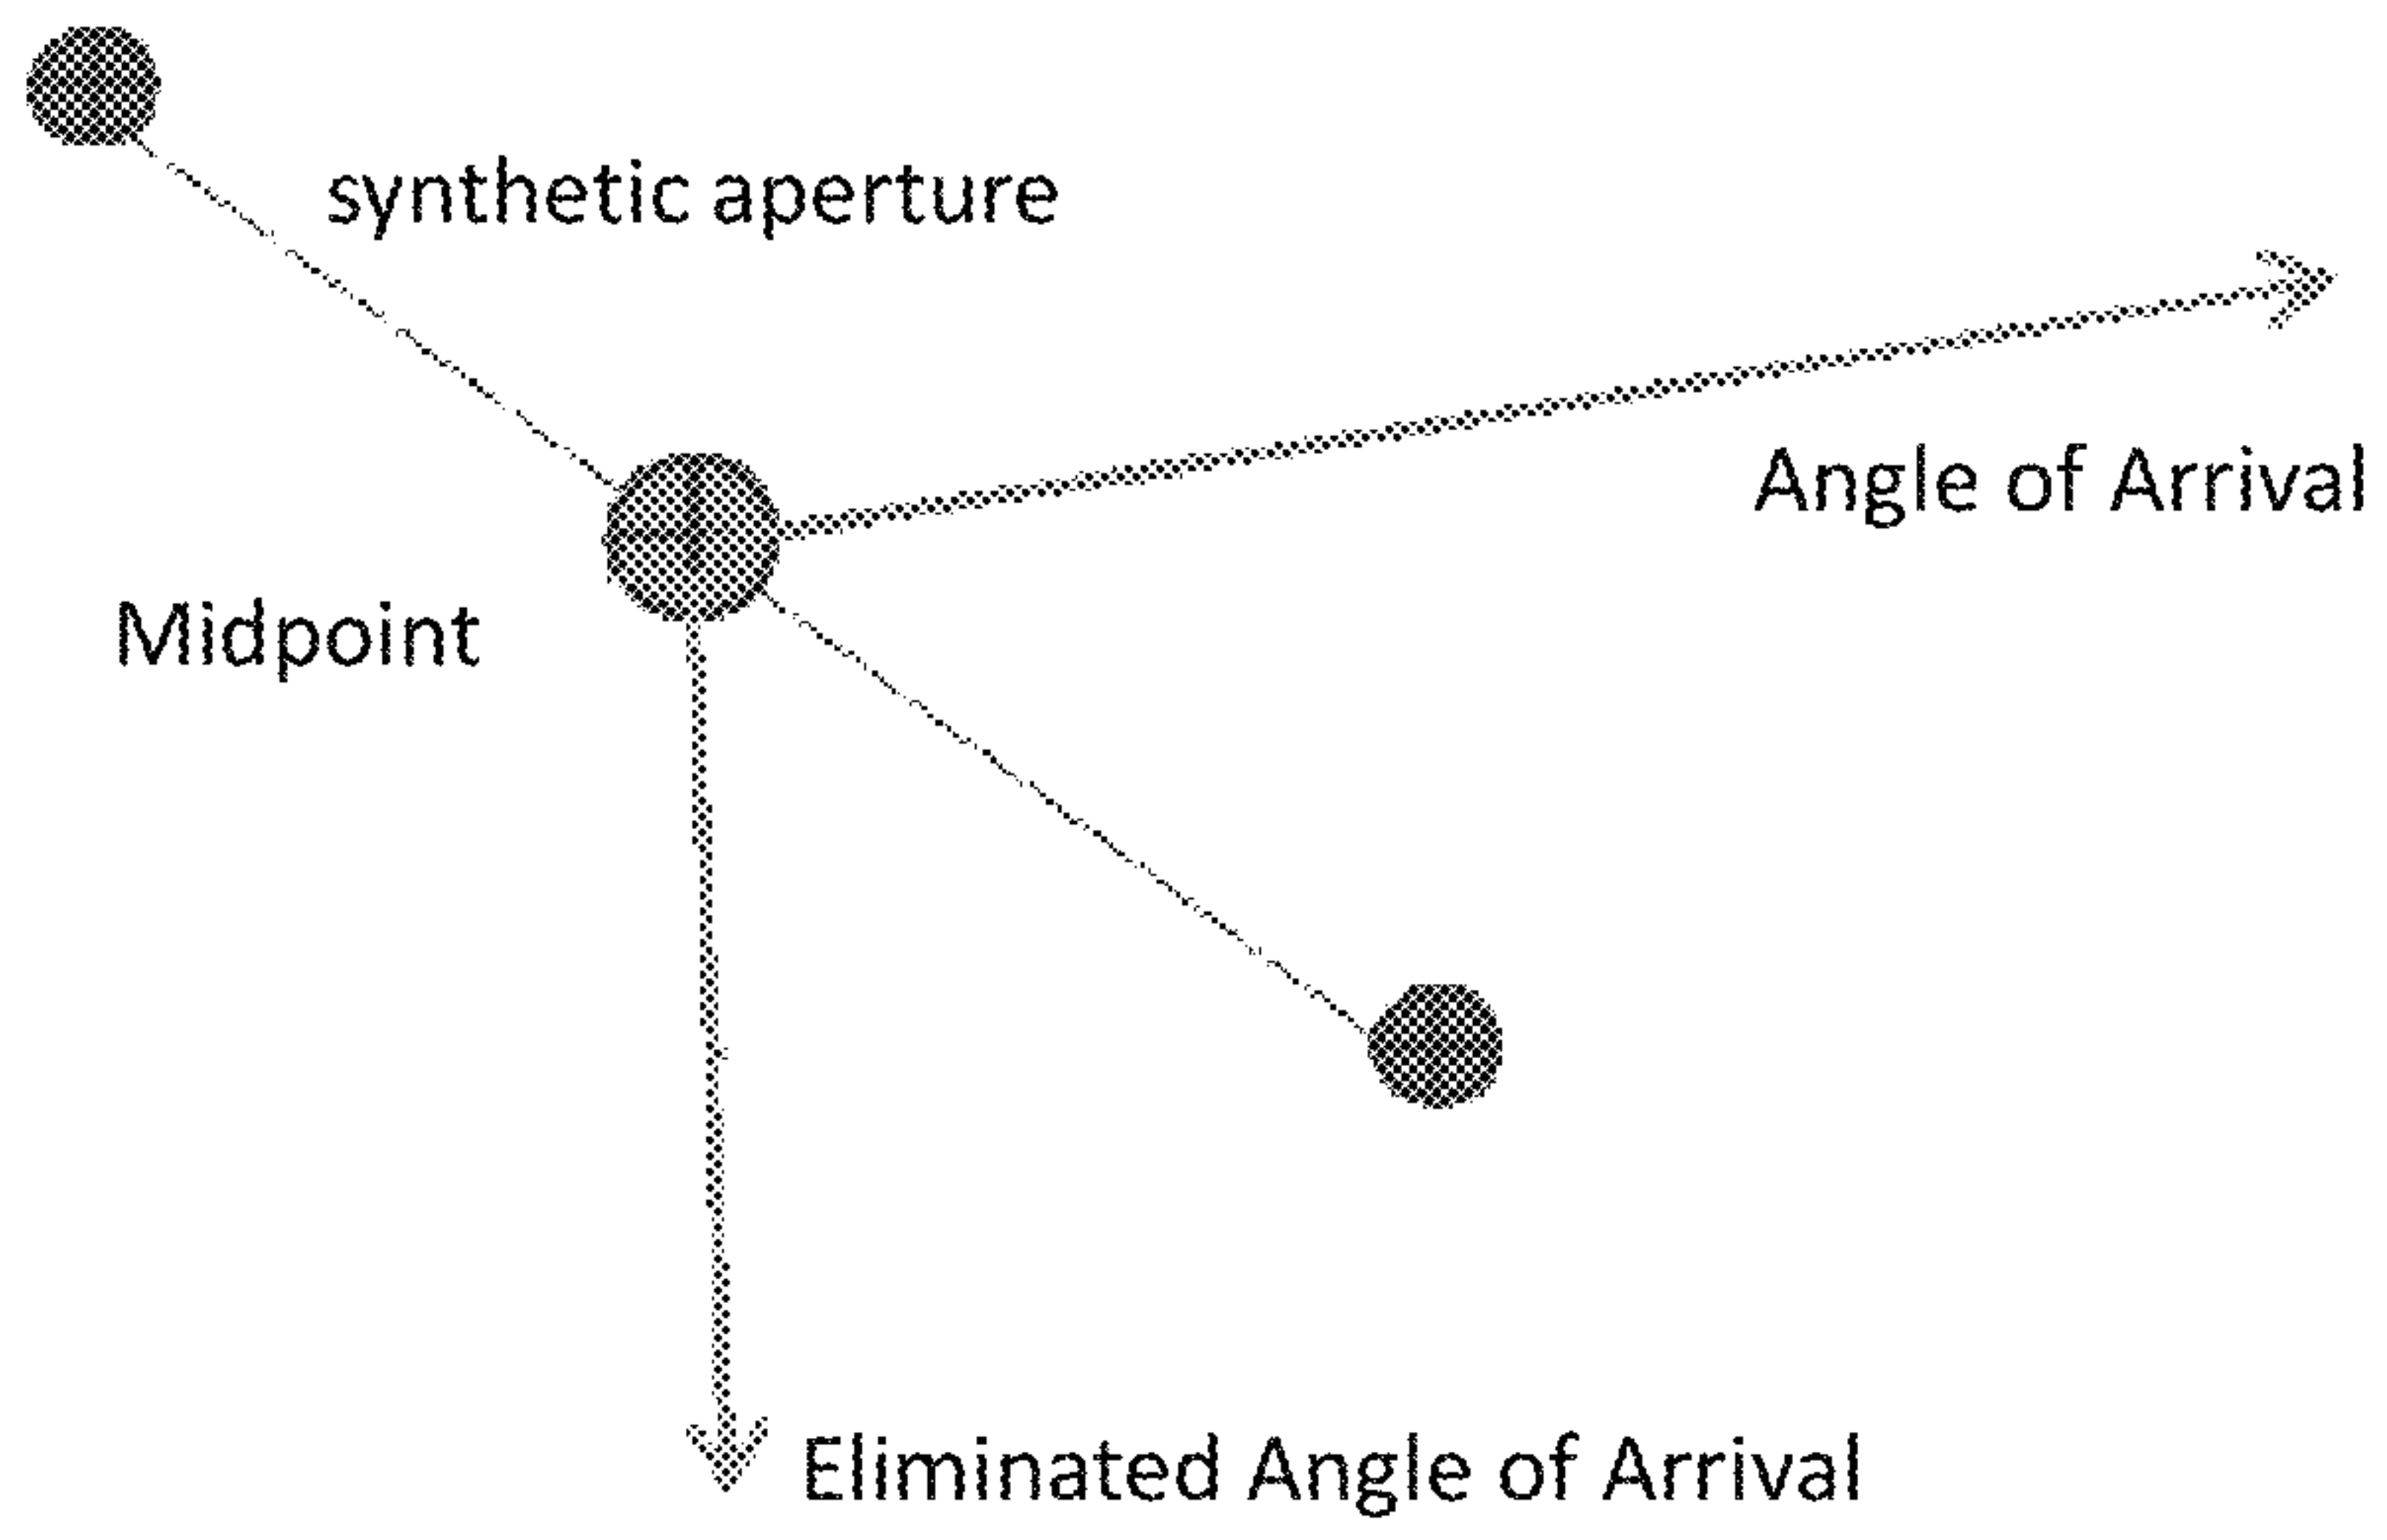 synthetic aperture
Angle of Arrival
Midpoint
Eliminated Angle of Arrival